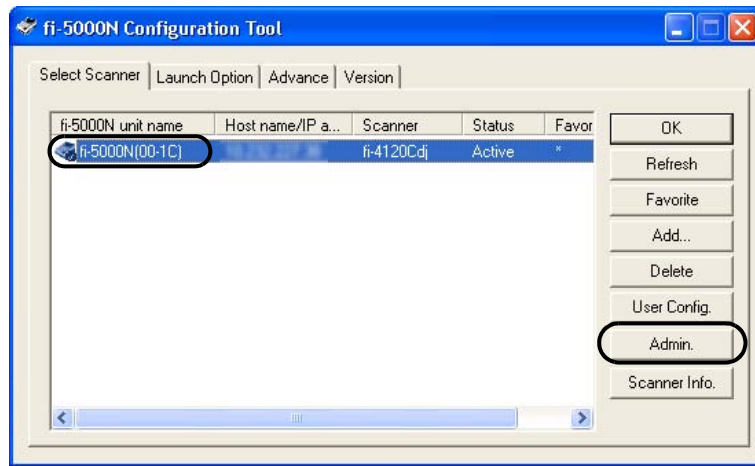 fi-5000N Configuration Tool
Select Scanner Launch Option Advance Version
fi-5000N unit name Host name/IP a... Scanner Status Favor
fi-5000N(00-1C) fi-4120Cdj Active *
OK
Refresh
Favorite
Add...
Delete
User Config.
Admin.
Scanner Info.